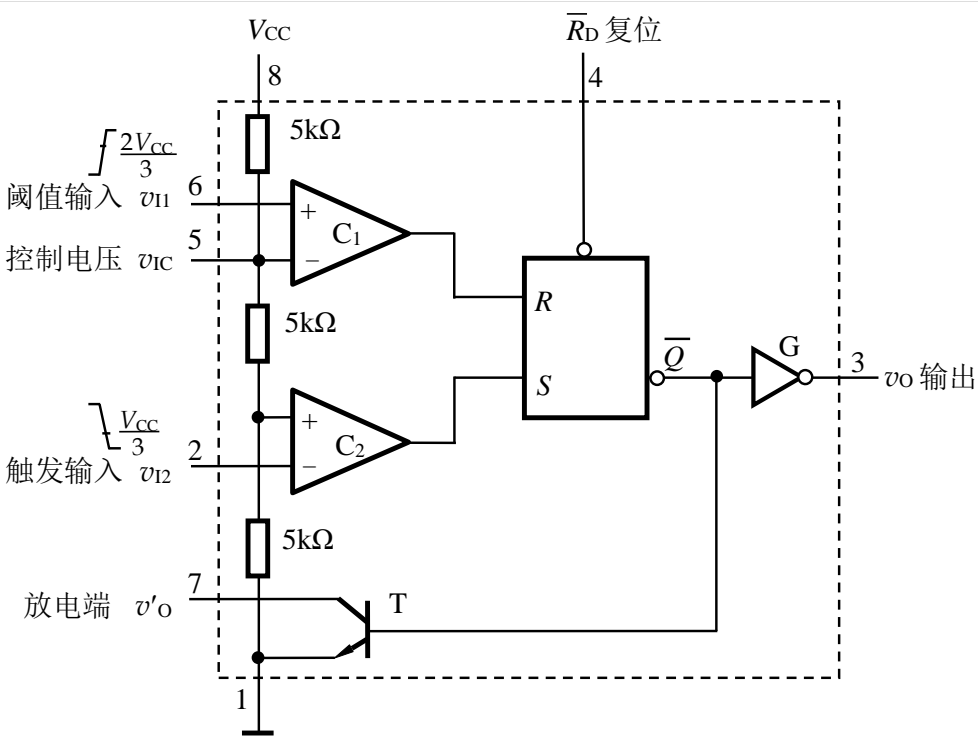 V_CC
R̅_D 复位
8
4
5kΩ
2V_CC
3
阈值输入 v_I1
6
+
C_1
−
控制电压 v_IC
5
5kΩ
R
S
Q̅
G
3
v_O 输出
V_CC
3
+
C_2
−
触发输入 v_I2
2
5kΩ
7
放电端 v'_O
T
1